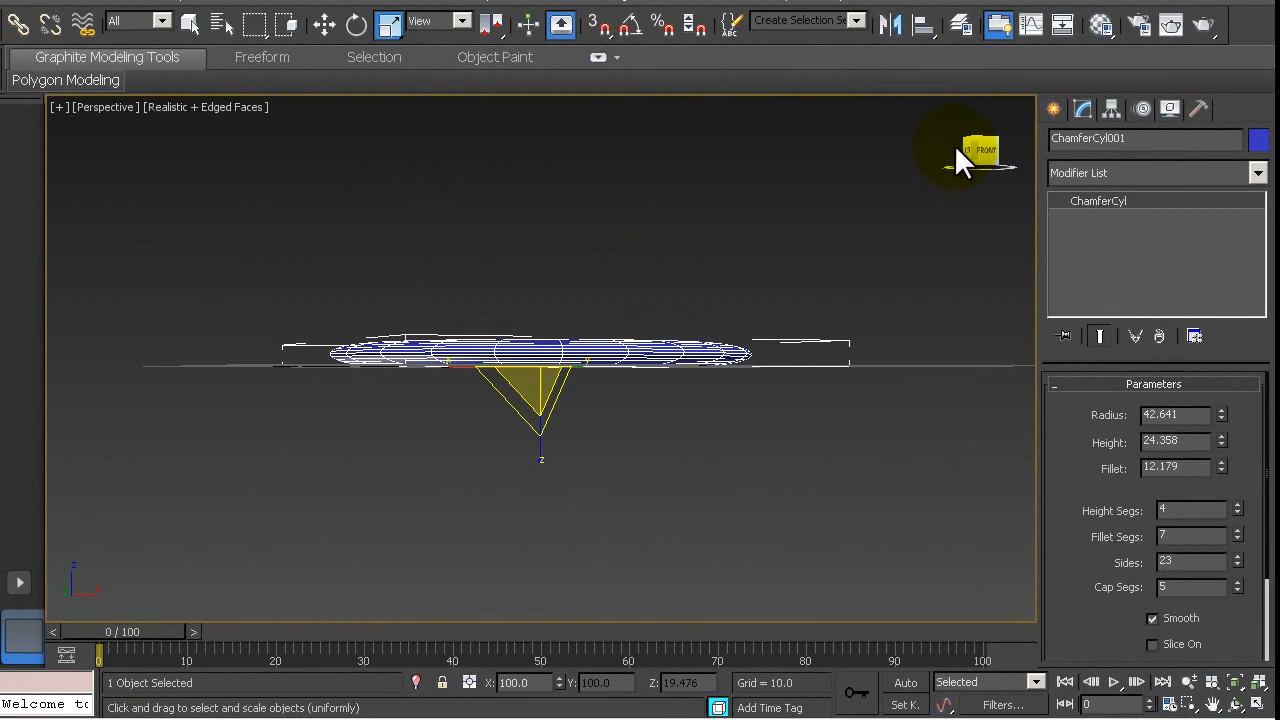 All
View
Create Selection Se
Graphite Modeling Tools
Freeform
Selection
Object Paint
Polygon Modeling
[+] [Perspective] [Realistic + Edged Faces]
FRONT
ChamferCyl001
Modifier List
ChamferCyl
z
z
Parameters
Radius: 42.641
Height: 24.358
Fillet: 12.179
Height Segs: 4
Fillet Segs: 7
Sides: 23
Cap Segs: 5
Smooth
Slice On
< 0 / 100 >
0 10 20 30 40 50 60 70 80 90 100
1 Object Selected
X: 100.0 Y: 100.0 Z: 19.476
Grid = 10.0
Auto
Selected
Welcome to
Click and drag to select and scale objects (uniformly)
Add Time Tag
Set K.
Filters...
0